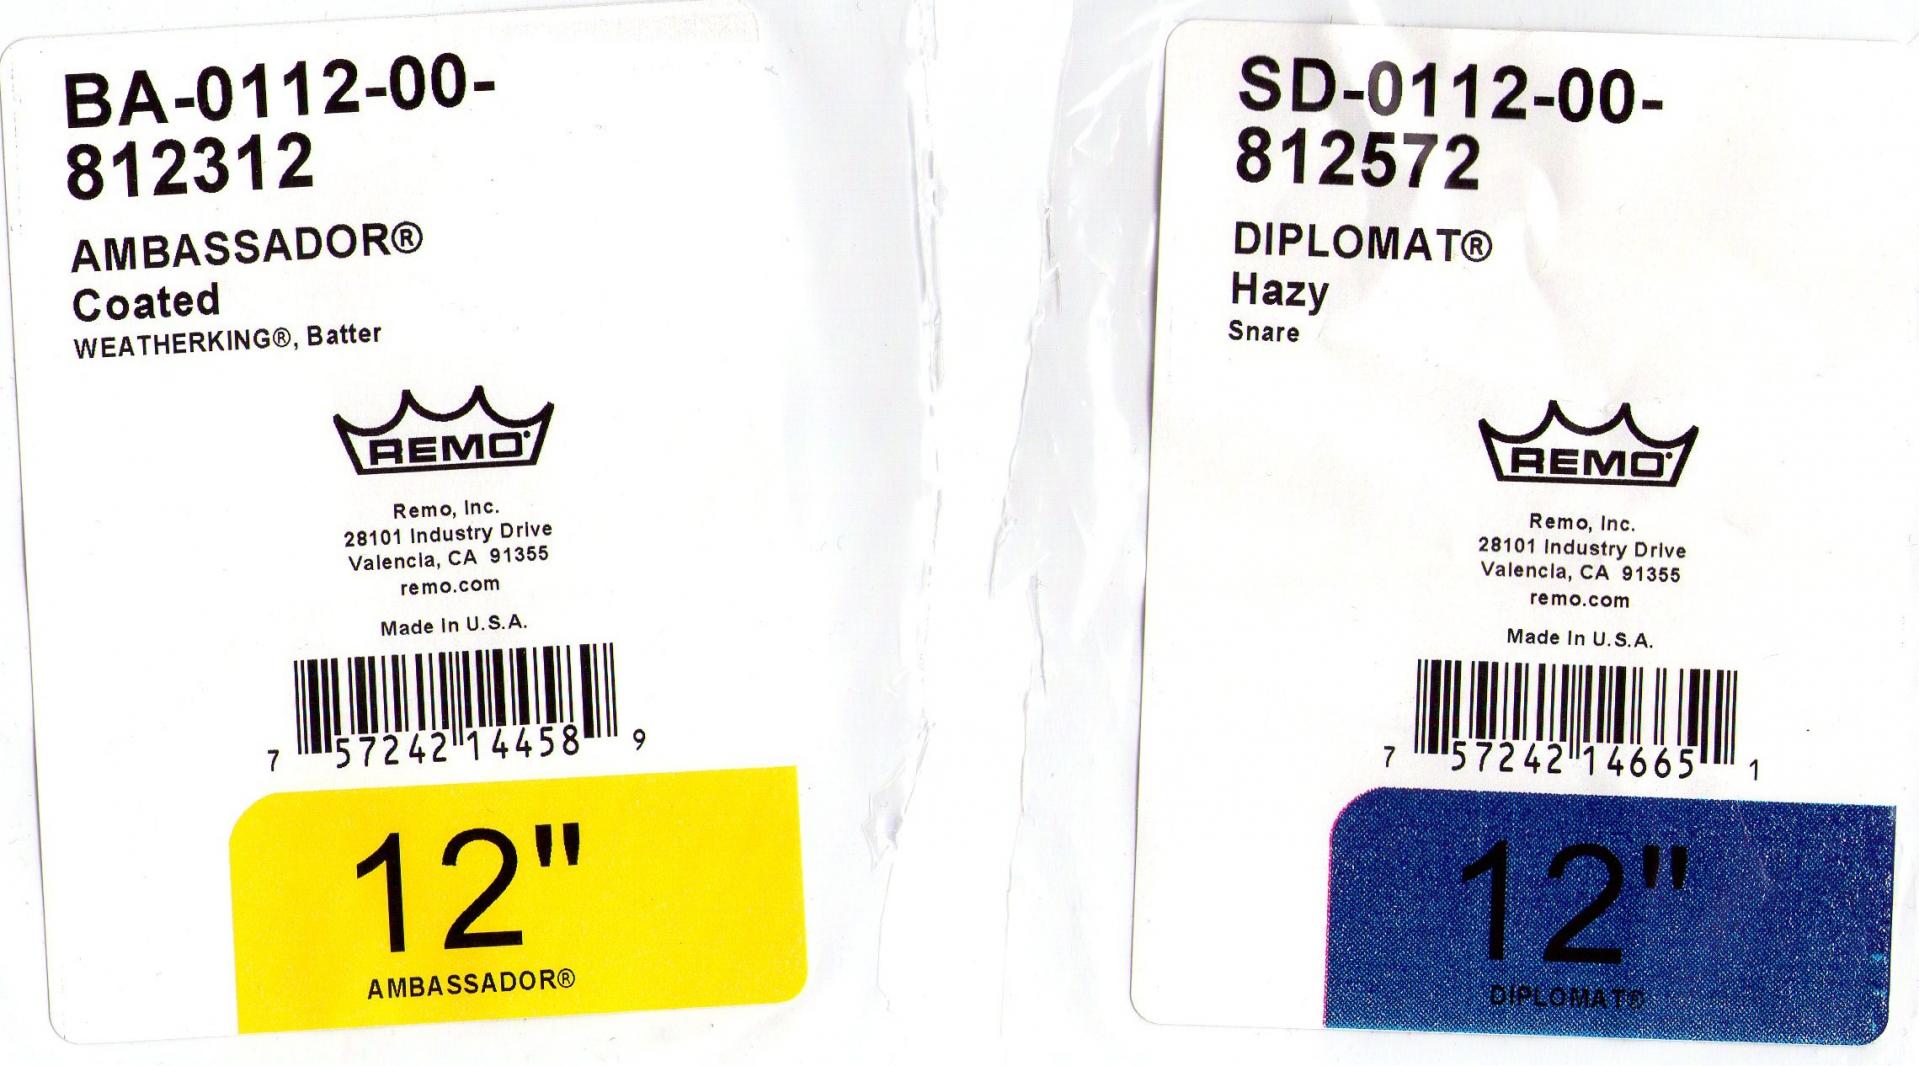 BA-0112-00-
812312
AMBASSADOR®
Coated
WEATHERKING®, Batter
REMO
Remo, Inc.
28101 Industry Drive
Valencia, CA 91355
remo.com
Made In U.S.A.
7 57242 14458 9
12"
AMBASSADOR®
SD-0112-00-
812572
DIPLOMAT®
Hazy
Snare
REMO
Remo, Inc.
28101 Industry Drive
Valencia, CA 91355
remo.com
Made In U.S.A.
7 57242 14665 1
12"
DIPLOMAT®